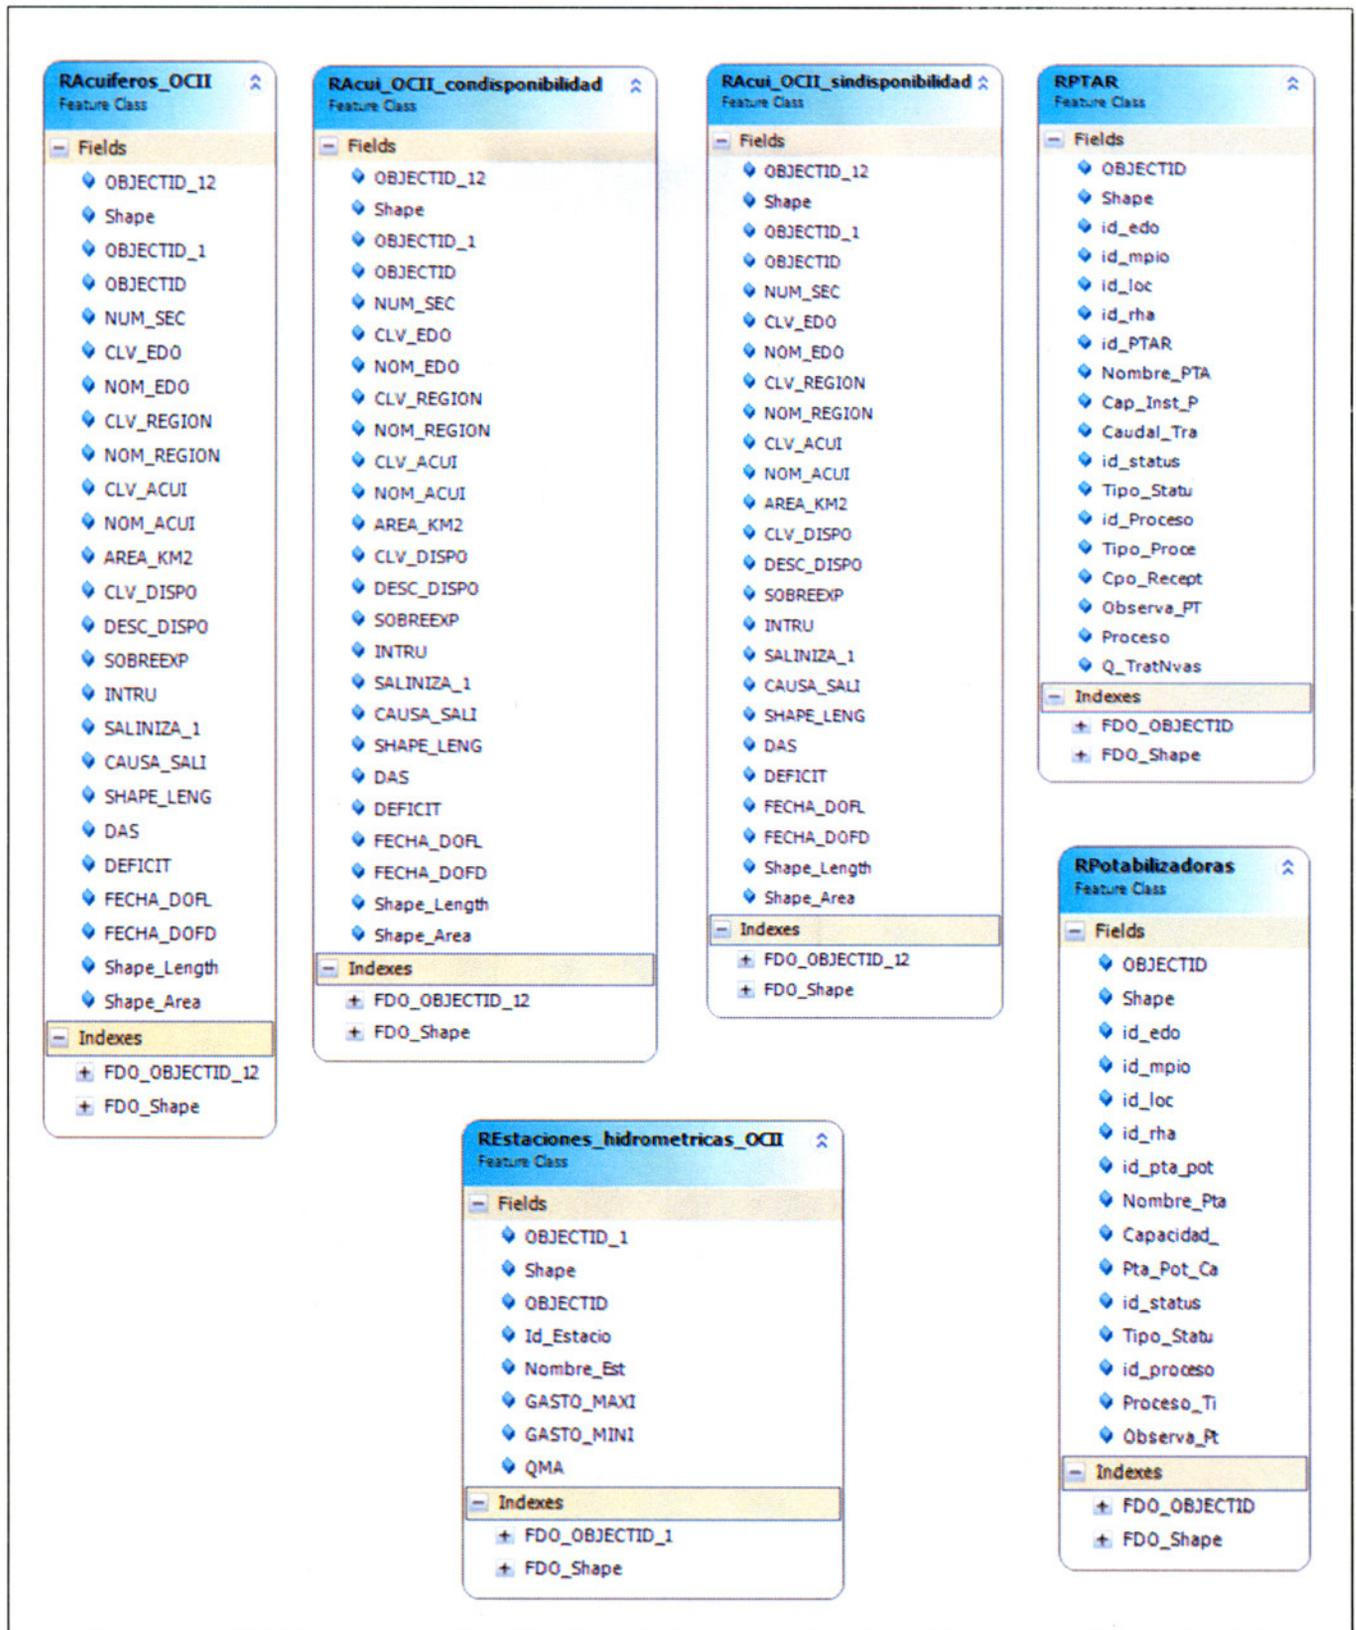 RAcuiferos_OCII
Feature Class
Fields
OBJECTID_12
Shape
OBJECTID_1
OBJECTID
NUM_SEC
CLV_EDO
NOM_EDO
CLV_REGION
NOM_REGION
CLV_ACUI
NOM_ACUI
AREA_KM2
CLV_DISPO
DESC_DISPO
SOBREEXP
INTRU
SALINIZA_1
CAUSA_SALI
SHAPE_LENG
DAS
DEFICIT
FECHA_DOFL
FECHA_DOFD
Shape_Length
Shape_Area
Indexes
FDO_OBJECTID_12
FDO_Shape
RAcui_OCII_condisponibilidad
Feature Class
Fields
OBJECTID_12
Shape
OBJECTID_1
OBJECTID
NUM_SEC
CLV_EDO
NOM_EDO
CLV_REGION
NOM_REGION
CLV_ACUI
NOM_ACUI
AREA_KM2
CLV_DISPO
DESC_DISPO
SOBREEXP
INTRU
SALINIZA_1
CAUSA_SALI
SHAPE_LENG
DAS
DEFICIT
FECHA_DOFL
FECHA_DOFD
Shape_Length
Shape_Area
Indexes
FDO_OBJECTID_12
FDO_Shape
RAcui_OCII_sindisponibilidad
Feature Class
Fields
OBJECTID_12
Shape
OBJECTID_1
OBJECTID
NUM_SEC
CLV_EDO
NOM_EDO
CLV_REGION
NOM_REGION
CLV_ACUI
NOM_ACUI
AREA_KM2
CLV_DISPO
DESC_DISPO
SOBREEXP
INTRU
SALINIZA_1
CAUSA_SALI
SHAPE_LENG
DAS
DEFICIT
FECHA_DOFL
FECHA_DOFD
Shape_Length
Shape_Area
Indexes
FDO_OBJECTID_12
FDO_Shape
RPTAR
Feature Class
Fields
OBJECTID
Shape
id_edo
id_mpio
id_loc
id_rha
id_PTAR
Nombre_PTA
Cap_Inst_P
Caudal_Tra
id_status
Tipo_Statu
id_Proceso
Tipo_Proce
Cpo_Recept
Observa_PT
Proceso
Q_TratNvas
Indexes
FDO_OBJECTID
FDO_Shape
RPotabilizadoras
Feature Class
Fields
OBJECTID
Shape
id_edo
id_mpio
id_loc
id_rha
id_pta_pot
Nombre_Pta
Capacidad_
Pta_Pot_Ca
id_status
Tipo_Statu
id_proceso
Proceso_Ti
Observa_Pt
Indexes
FDO_OBJECTID
FDO_Shape
REstaciones_hidrometricas_OCII
Feature Class
Fields
OBJECTID_1
Shape
OBJECTID
Id_Estacio
Nombre_Est
GASTO_MAXI
GASTO_MINI
QMA
Indexes
FDO_OBJECTID_1
FDO_Shape